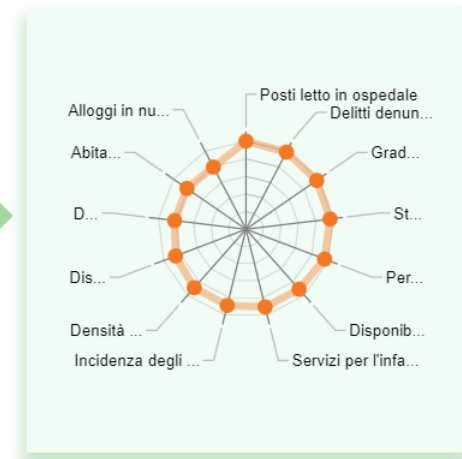 Posti letto in ospedale
Delitti denun...
Grad...
St...
Per...
Disponib...
Servizi per l'infa...
Incidenza degli ...
Densità ...
Dis...
D...
Abita...
Alloggi in nu...